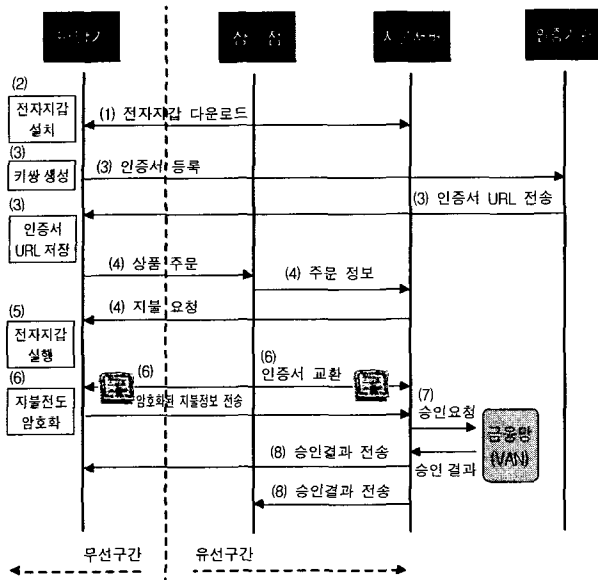 상 점
(2)
전자지갑
설치
(1) 전자지갑 다운로드
(3)
키쌍 생성
(3) 인증서 등록
(3)
인증서
URL 저장
(3) 인증서 URL 전송
(4) 상품 주문
(4) 주문 정보
(4) 지불 요청
(5)
전자지갑
실행
(6)
지불전도
암호화
(6)
(6)
인증서 교환
암호화된 지불정보 전송
(7)
승인요청
금융망
(VAN)
승인 결과
(8) 승인결과 전송
(8) 승인결과 전송
무선구간
유선구간